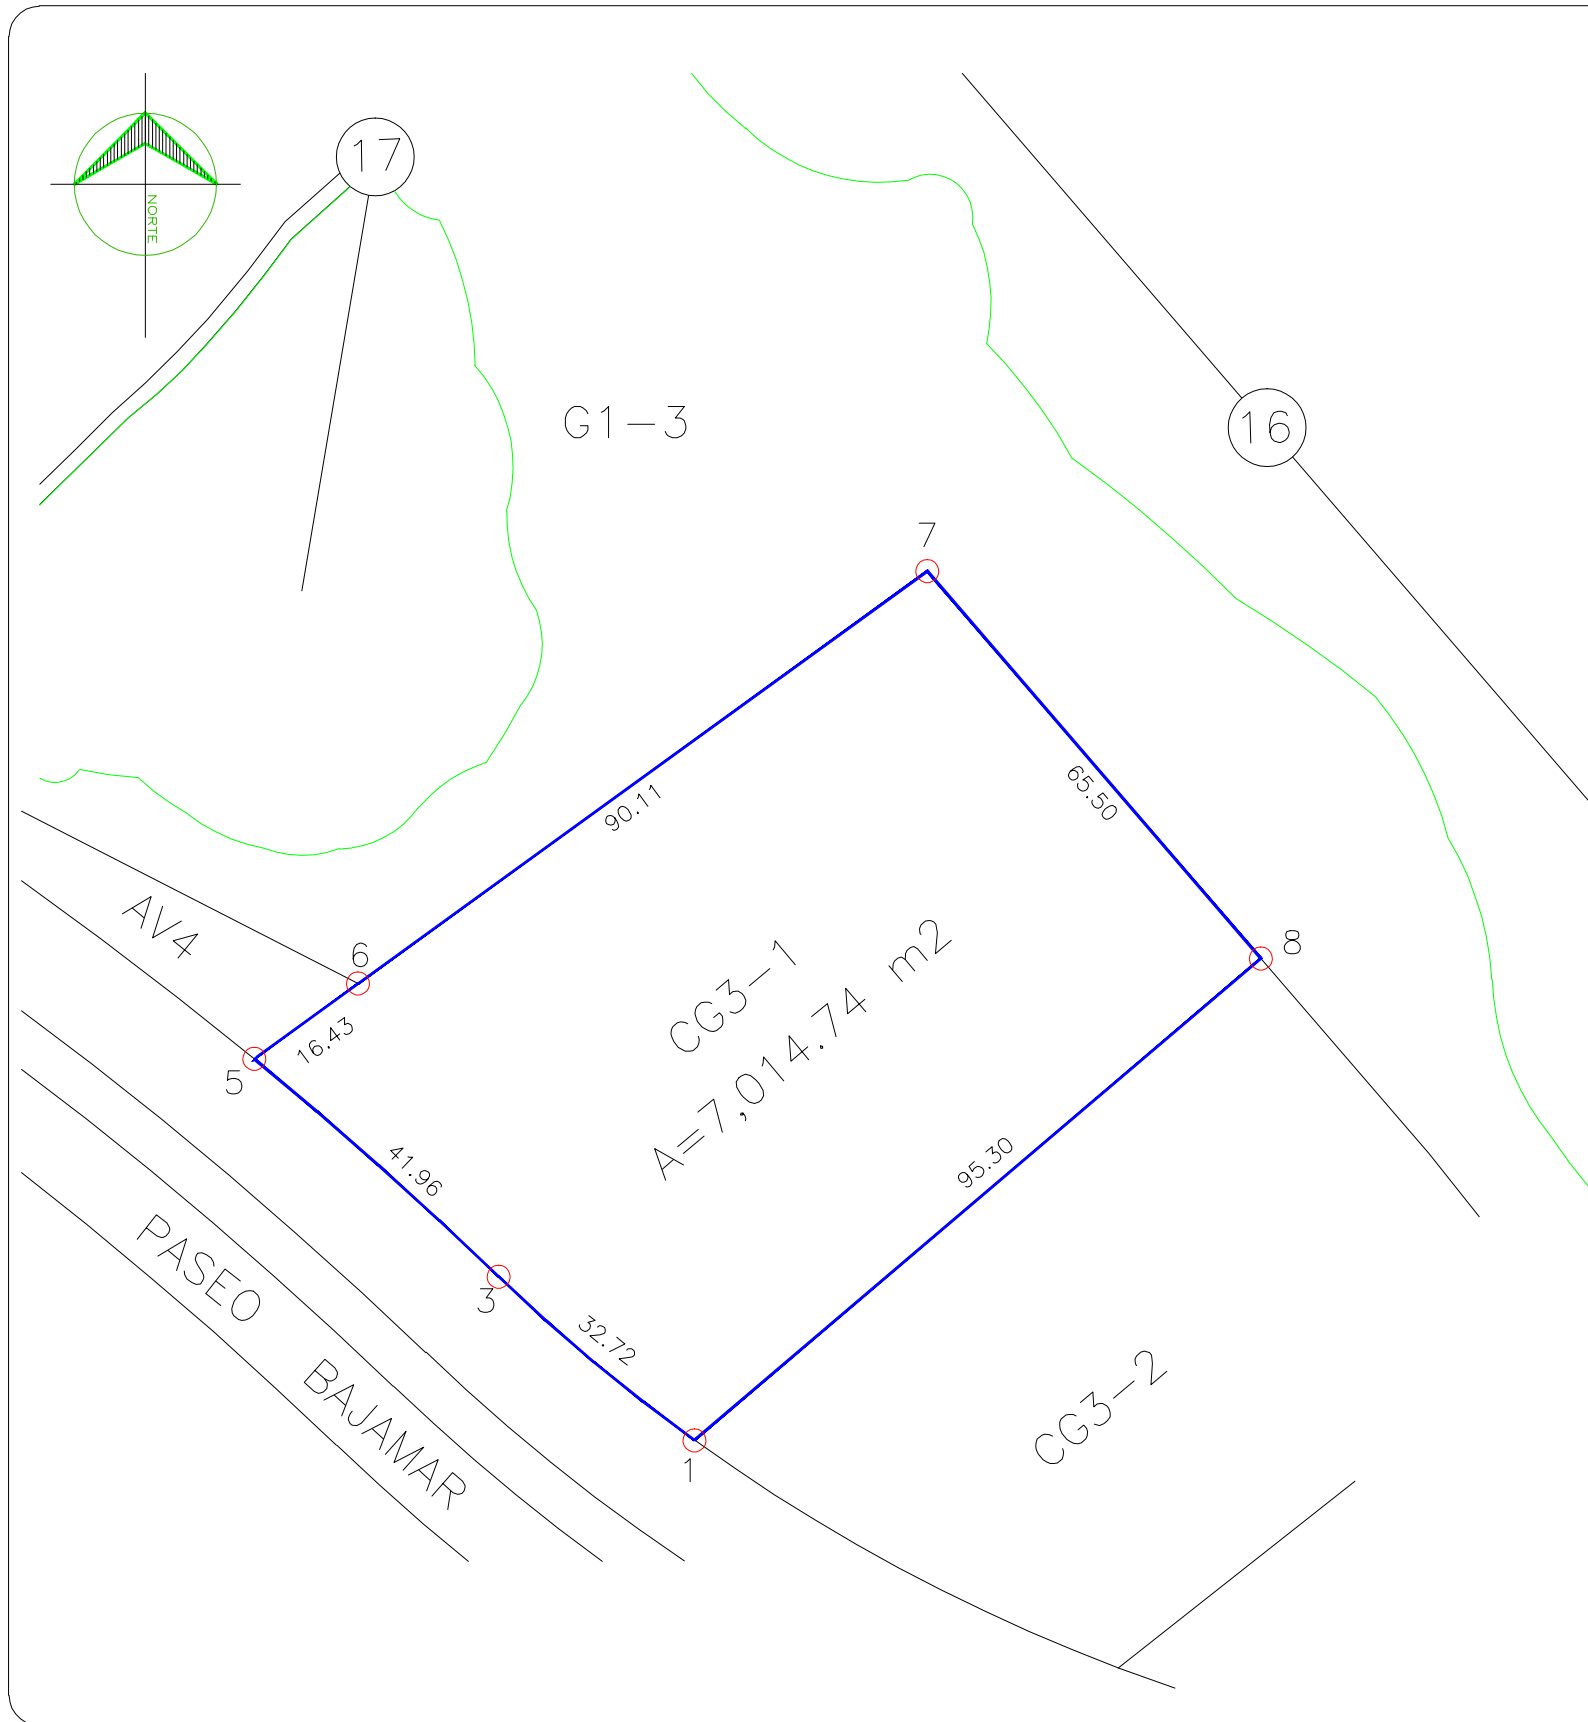 17
NORTE
G1-3
16
7
90.11
65.50
AV4
6
8
CG3-1
A=7,014.74 m2
16.43
5
41.96
95.30
3
32.72
PASEO
BAJAMAR
CG3-2
1